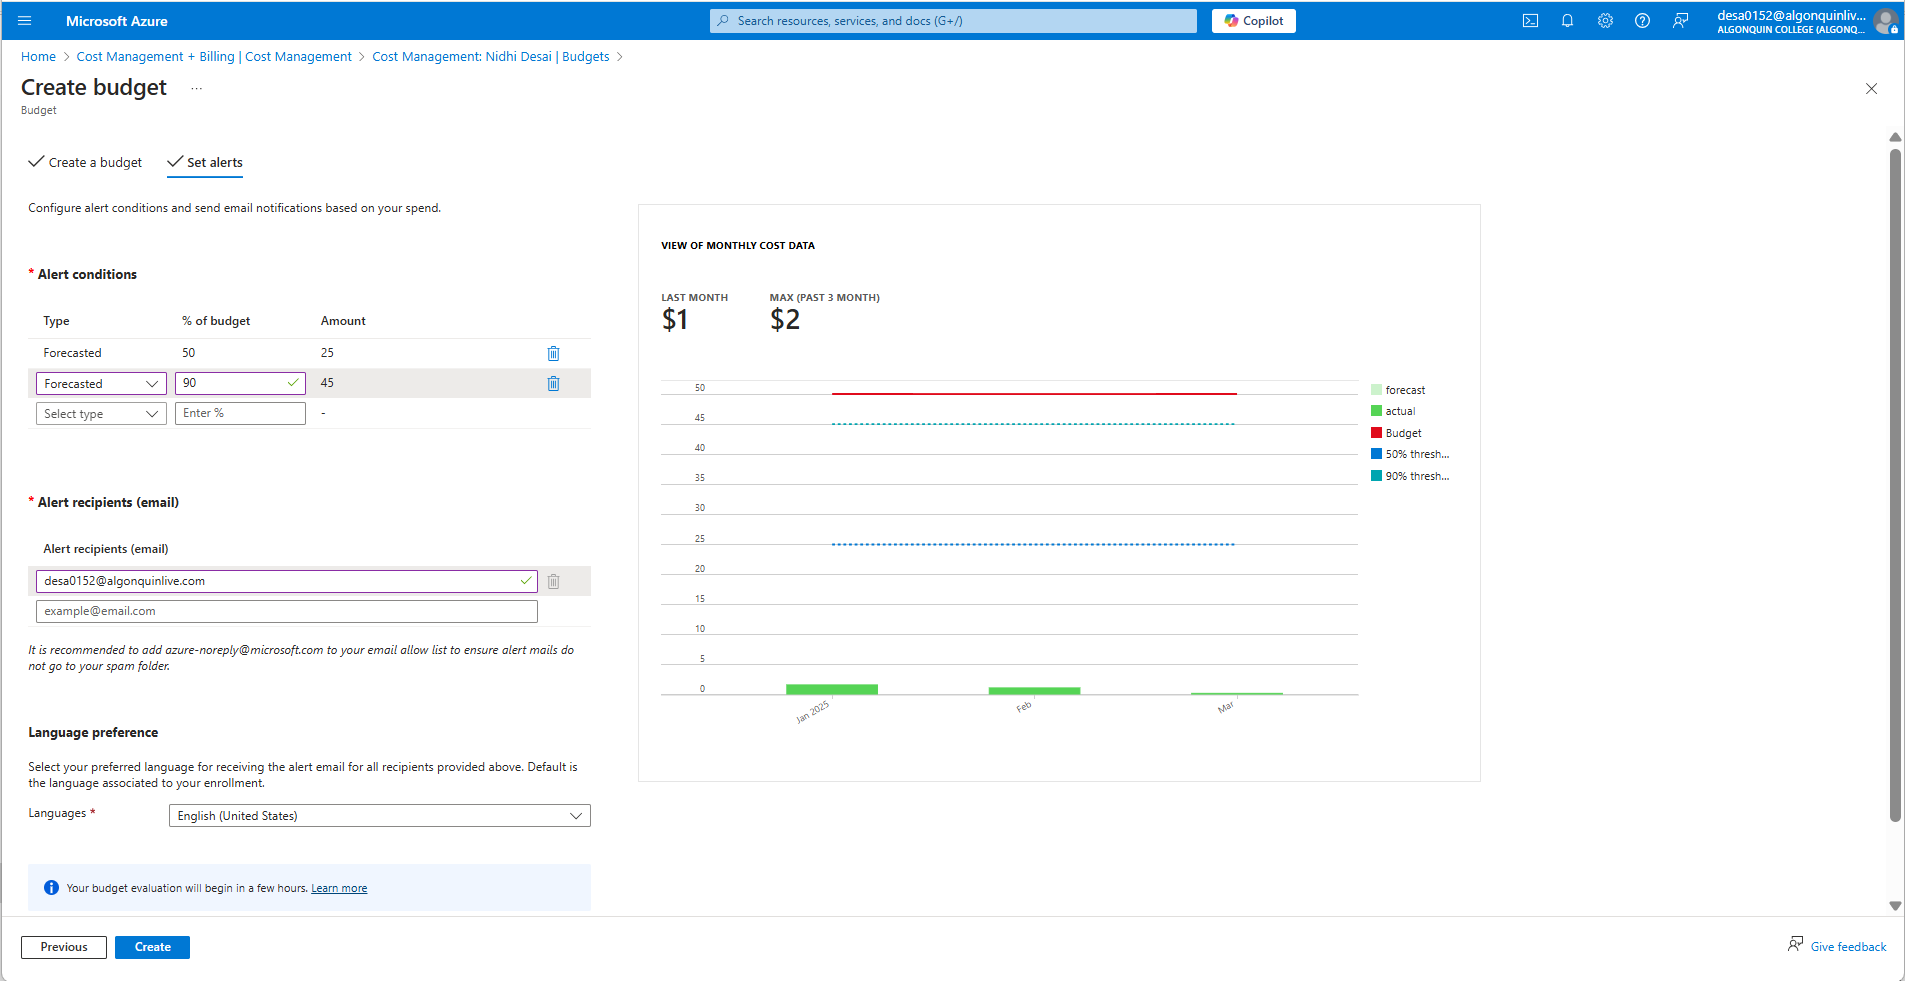 Microsoft Azure
Search resources, services, and docs (G+/)
Copilot
desa0152@algonquinlive...
ALGONQUIN COLLEGE (ALGONQ...
Home > Cost Management + Billing | Cost Management > Cost Management: Nidhi Desai | Budgets >
Create budget ...
Budget
Create a budget
Set alerts
Configure alert conditions and send email notifications based on your spend.
* Alert conditions
Type % of budget Amount
Forecasted 50 25
Forecasted 90 45
Select type Enter % -
* Alert recipients (email)
Alert recipients (email)
desa0152@algonquinlive.com
example@email.com
It is recommended to add azure-noreply@microsoft.com to your email allow list to ensure alert mails do
not go to your spam folder.
Language preference
Select your preferred language for receiving the alert email for all recipients provided above. Default is
the language associated to your enrollment.
Languages *
English (United States)
Your budget evaluation will begin in a few hours. Learn more
VIEW OF MONTHLY COST DATA
LAST MONTH
$1
MAX (PAST 3 MONTH)
$2
50
45
40
35
30
25
20
15
10
5
0
Jan 2025
Feb
Mar
forecast
actual
Budget
50% thresh...
90% thresh...
Previous
Create
Give feedback